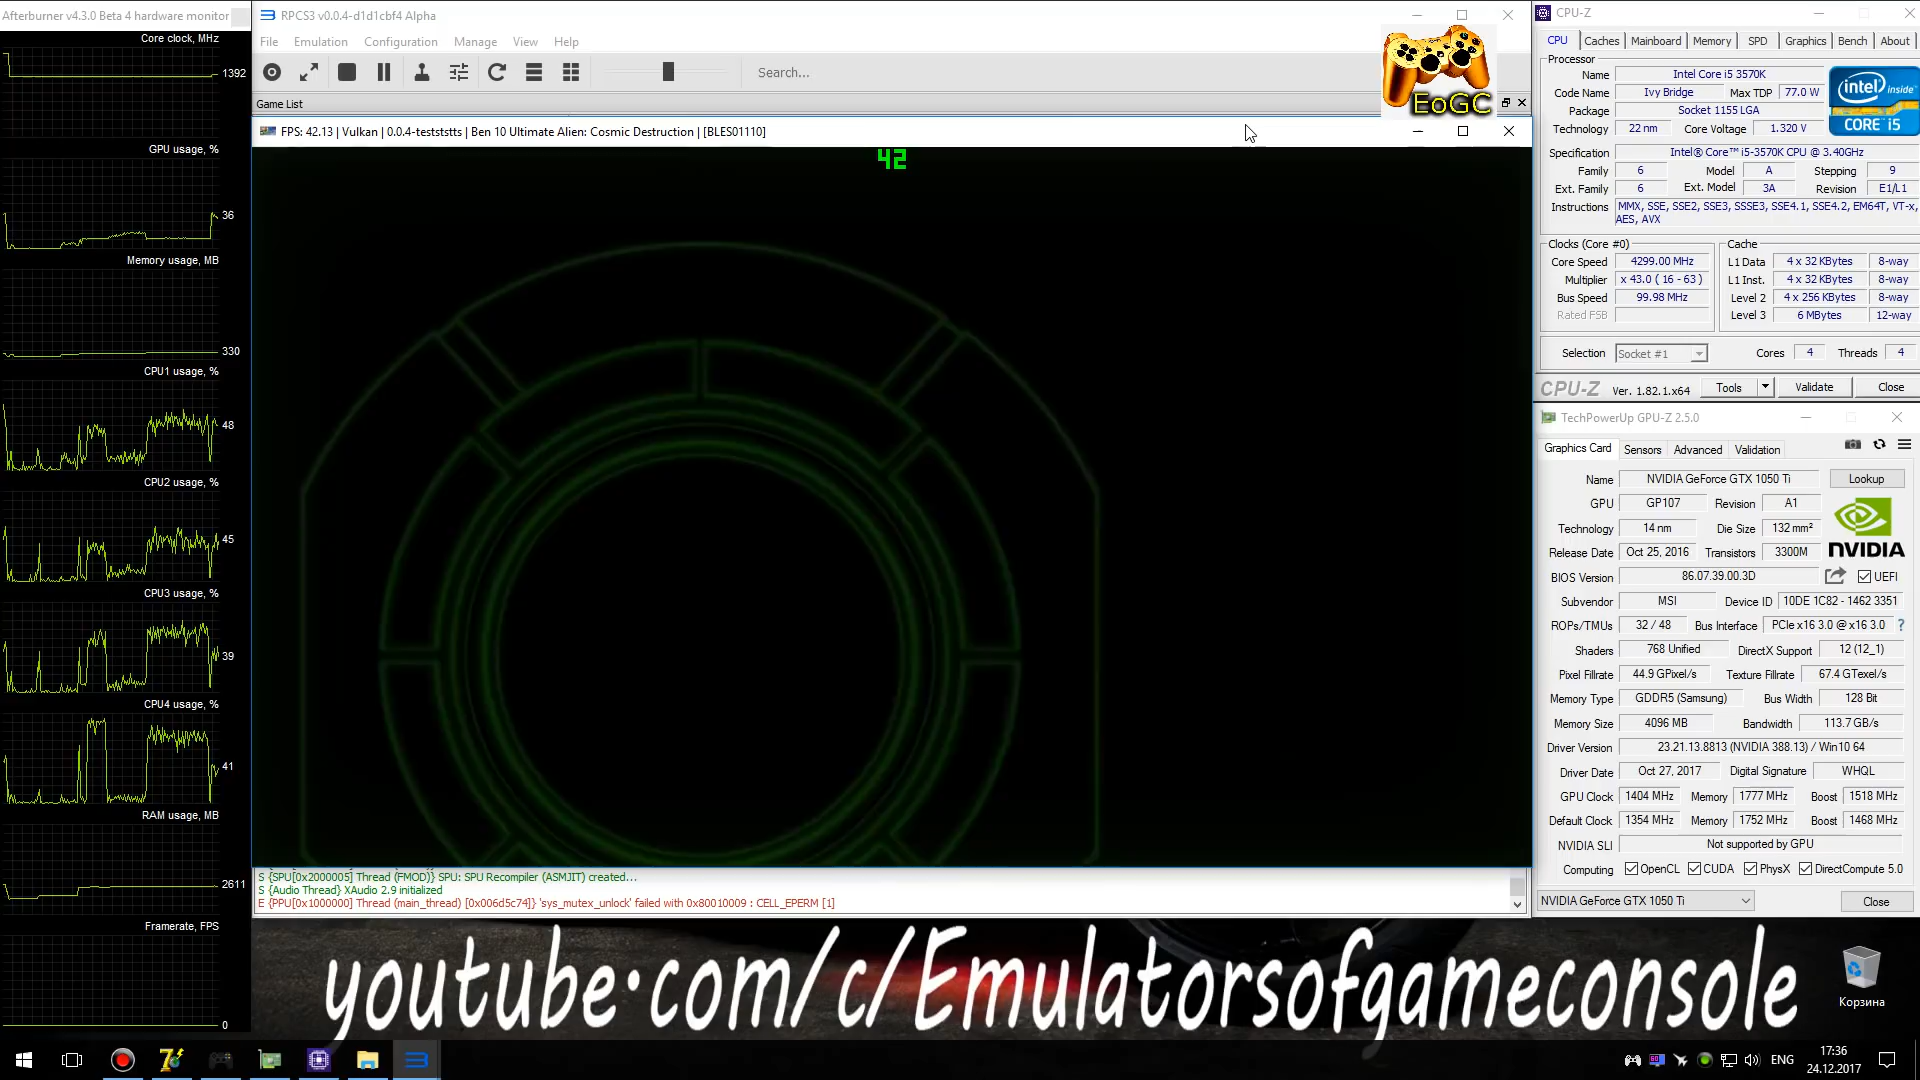 Afterburner v4.3.0 Beta 4 hardware monitor
Core clock, MHz
1392
GPU usage, %
36
Memory usage, MB
330
CPU1 usage, %
48
CPU2 usage, %
45
CPU3 usage, %
39
CPU4 usage, %
41
RAM usage, MB
2611
Framerate, FPS
0
RPCS3 v0.0.4-d1d1cbf4 Alpha
File Emulation Configuration Manage View Help
Search...
EoGC
Game List
FPS: 42.13 | Vulkan | 0.0.4-testststts | Ben 10 Ultimate Alien: Cosmic Destruction | [BLES01110]
42
S {SPU[0x2000005] Thread (FMOD)} SPU: SPU Recompiler (ASMJIT) created...
S {Audio Thread} XAudio 2.9 initialized
E {PPU[0x1000000] Thread (main_thread) [0x006d5c74]} 'sys_mutex_unlock' failed with 0x80010009 : CELL_EPERM [1]
CPU-Z
CPU Caches Mainboard Memory SPD Graphics Bench About
Processor
Name Intel Core i5 3570K
Code Name Ivy Bridge Max TDP 77.0 W
Package Socket 1155 LGA
Technology 22 nm Core Voltage 1.320 V
intel inside™
CORE i5
Specification Intel® Core™ i5-3570K CPU @ 3.40GHz
Family 6 Model A Stepping 9
Ext. Family 6 Ext. Model 3A Revision E1/L1
Instructions MMX, SSE, SSE2, SSE3, SSSE3, SSE4.1, SSE4.2, EM64T, VT-x,
AES, AVX
Clocks (Core #0) Cache
Core Speed 4299.00 MHz L1 Data 4 x 32 KBytes 8-way
Multiplier x 43.0 ( 16 - 63 ) L1 Inst. 4 x 32 KBytes 8-way
Bus Speed 99.98 MHz Level 2 4 x 256 KBytes 8-way
Rated FSB Level 3 6 MBytes 12-way
Selection Socket #1 Cores 4 Threads 4
CPU-Z Ver. 1.82.1.x64 Tools Validate Close
TechPowerUp GPU-Z 2.5.0
Graphics Card Sensors Advanced Validation
Name NVIDIA GeForce GTX 1050 Ti Lookup
GPU GP107 Revision A1
Technology 14 nm Die Size 132 mm²
Release Date Oct 25, 2016 Transistors 3300M
NVIDIA
BIOS Version 86.07.39.00.3D UEFI
Subvendor MSI Device ID 10DE 1C82 - 1462 3351
ROPs/TMUs 32 / 48 Bus Interface PCIe x16 3.0 @ x16 3.0 ?
Shaders 768 Unified DirectX Support 12 (12_1)
Pixel Fillrate 44.9 GPixel/s Texture Fillrate 67.4 GTexel/s
Memory Type GDDR5 (Samsung) Bus Width 128 Bit
Memory Size 4096 MB Bandwidth 113.7 GB/s
Driver Version 23.21.13.8813 (NVIDIA 388.13) / Win10 64
Driver Date Oct 27, 2017 Digital Signature WHQL
GPU Clock 1404 MHz Memory 1777 MHz Boost 1518 MHz
Default Clock 1354 MHz Memory 1752 MHz Boost 1468 MHz
NVIDIA SLI Not supported by GPU
Computing OpenCL CUDA PhysX DirectCompute 5.0
NVIDIA GeForce GTX 1050 Ti Close
youtube.com/c/Emulatorsofgameconsole
Корзина
ENG
17:36
24.12.2017